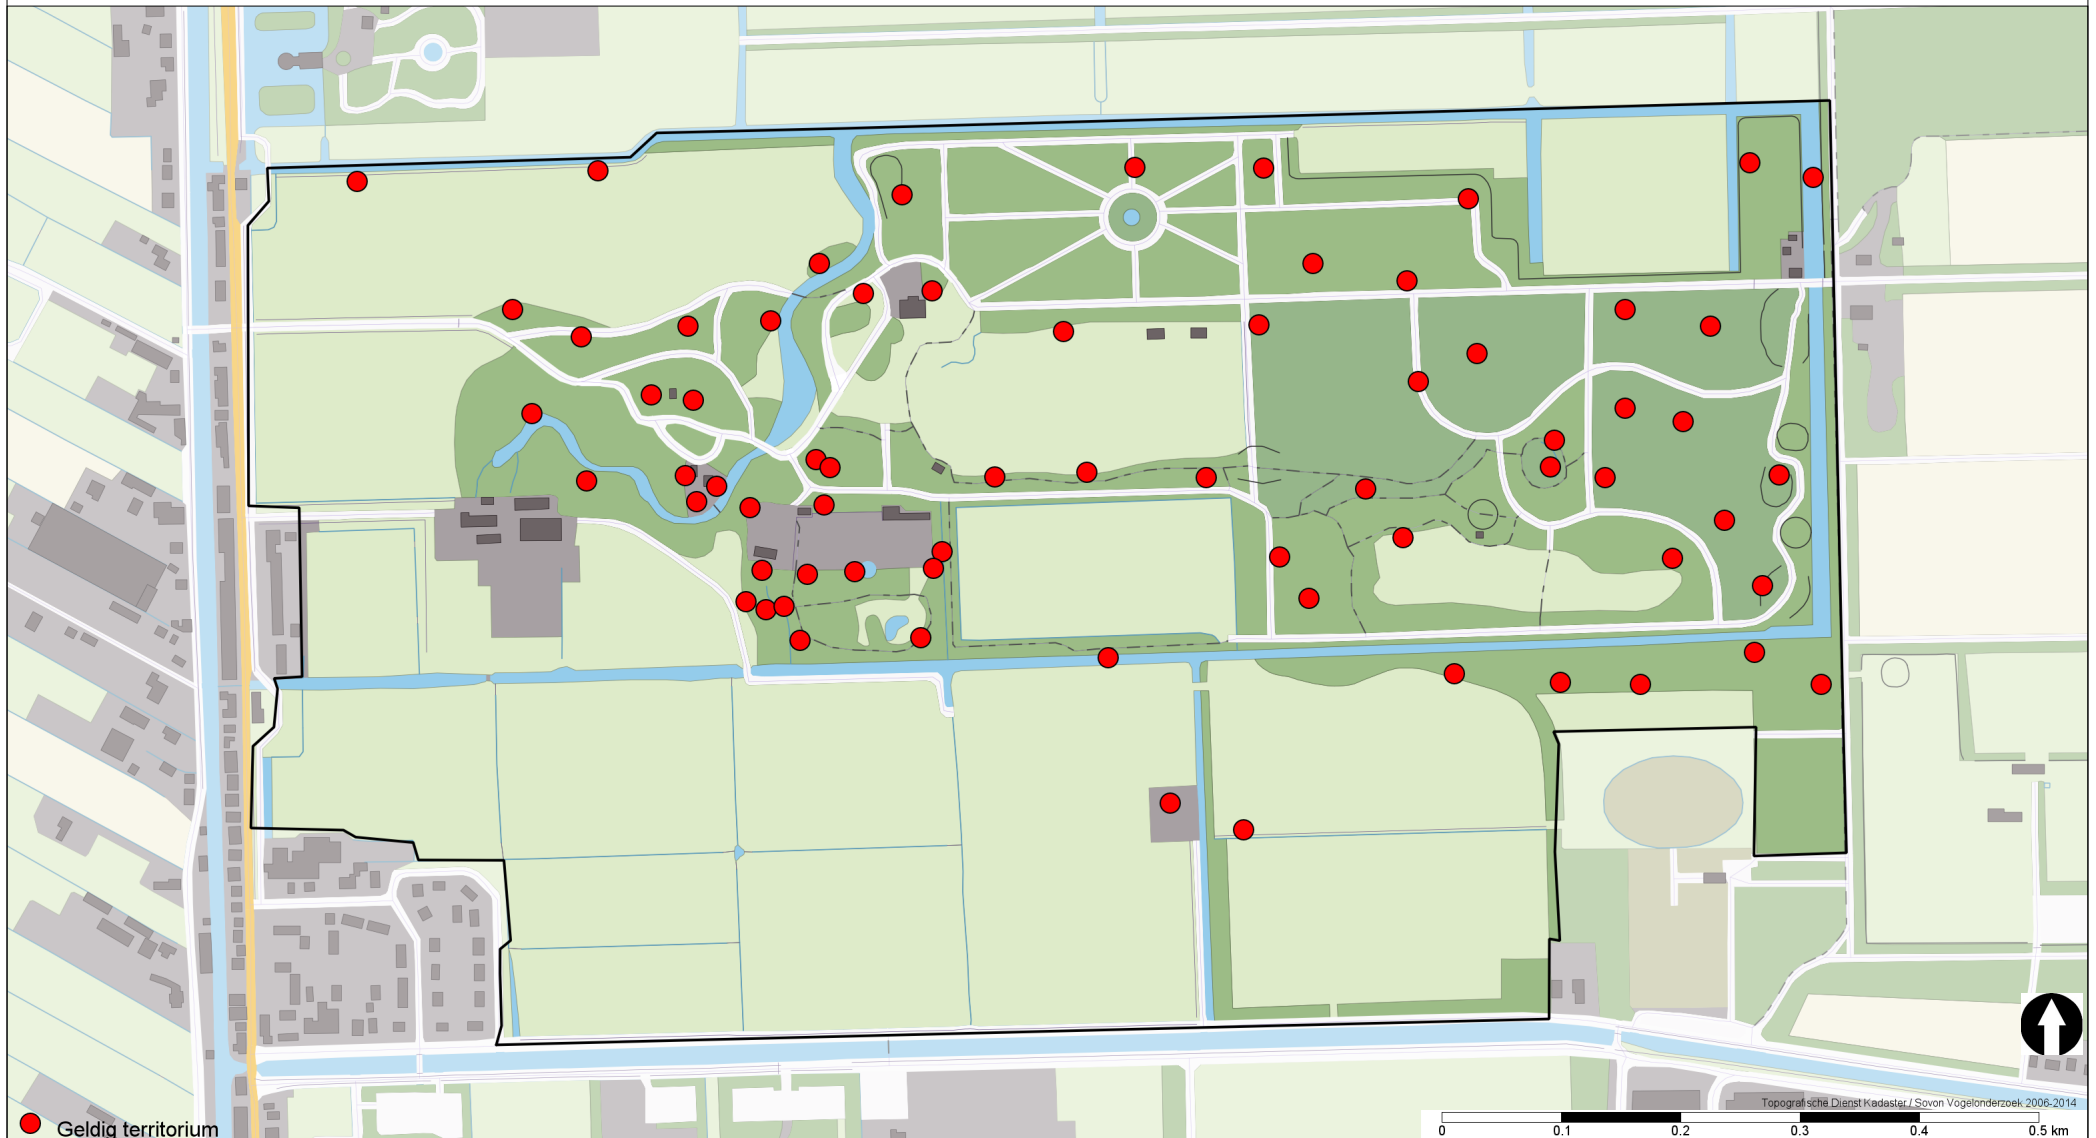 Topografische Dienst Kadaster / Sovon Vogelonderzoek 2006-2014
Geldig territorium
0 0.1 0.2 0.3 0.4 0.5 km